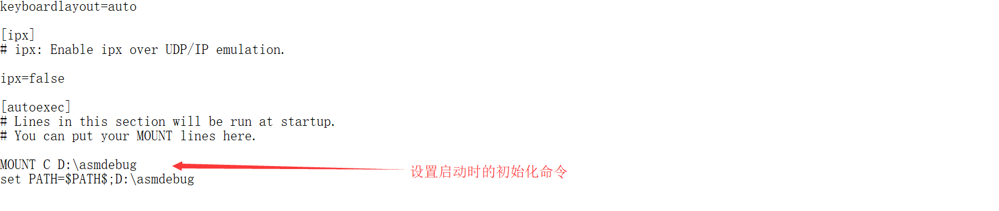 keyboardlayout=auto
[ipx]
# ipx: Enable ipx over UDP/IP emulation.
ipx=false
[autoexec]
# Lines in this section will be run at startup.
# You can put your MOUNT lines here.
MOUNT C D:\asmdebug
设置启动时的初始化命令
set PATH=$PATH$;D:\asmdebug